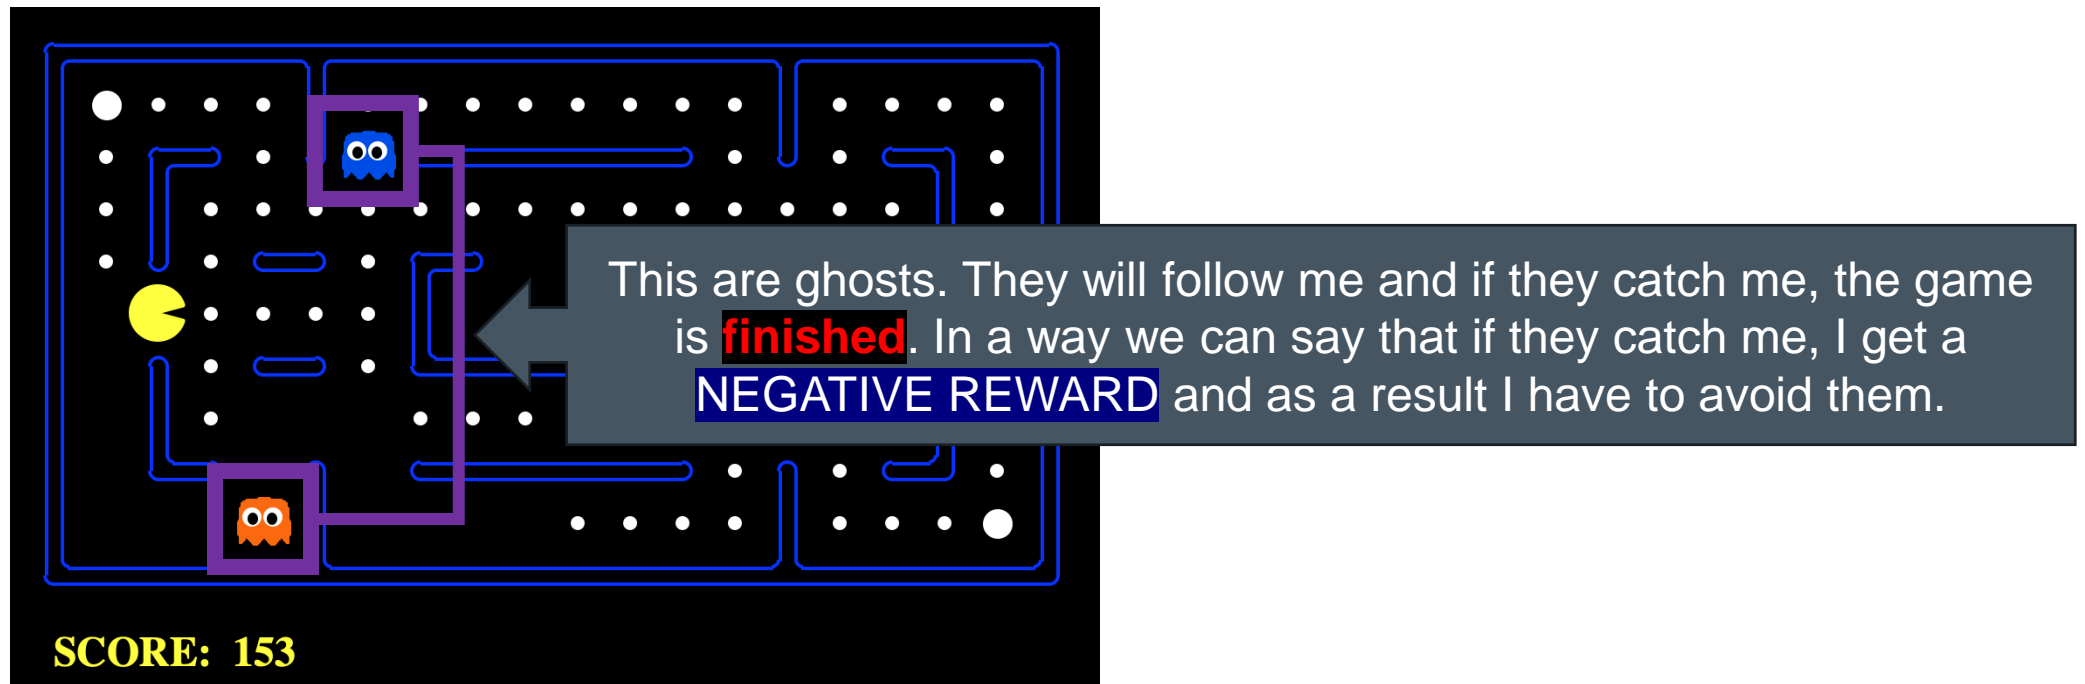 This are ghosts. They will follow me and if they catch me, the game
is finished. In a way we can say that if they catch me, I get a
NEGATIVE REWARD and as a result I have to avoid them.
SCORE: 153